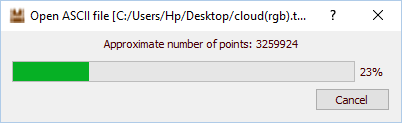 Open ASCII file [C:/Users/Hp/Desktop/cloud(rgb).t...
Approximate number of points: 3259924
23%
Cancel